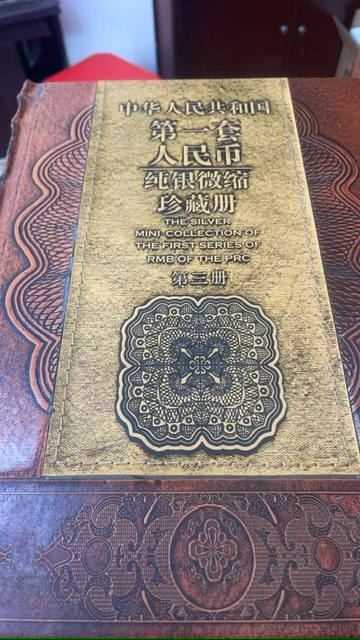 中华人民共和国
第一套
人民币
纯银微缩
珍藏册
THE SILVER
MINI-COLLECTION OF
THE FIRST SERIES OF
RMB OF THE PRC
第三册